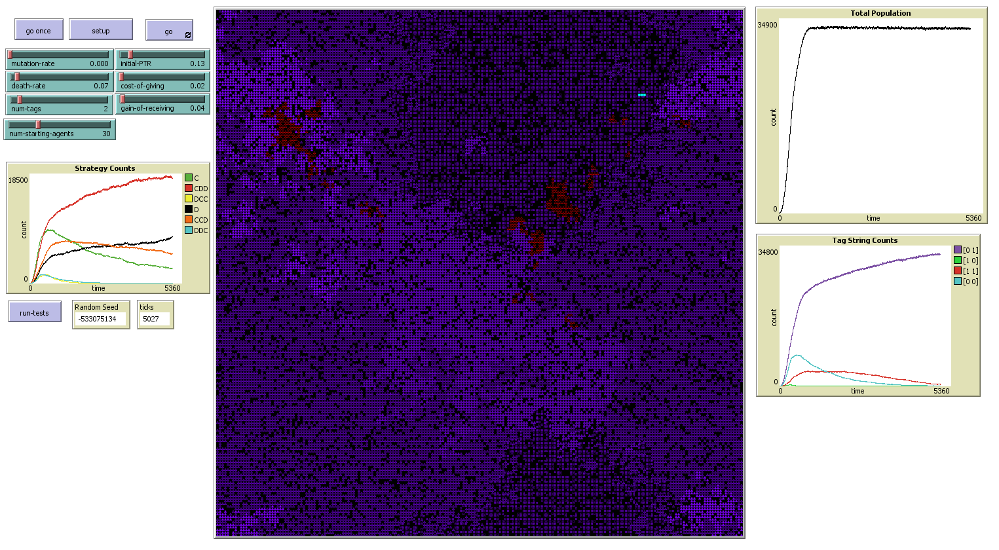 go once
setup
go
mutation-rate 0.000
initial-PTR 0.13
death-rate 0.07
cost-of-giving 0.02
num-tags 2
gain-of-receiving 0.04
num-starting-agents 30
Strategy Counts
18500
count
0
0
time
5360
C
CDD
DCC
D
CCD
DDC
run-tests
Random Seed
-533075134
ticks
5027
Total Population
34900
count
0
0
time
5360
Tag String Counts
34800
count
0
0
time
5360
[0 1]
[1 0]
[1 1]
[0 0]